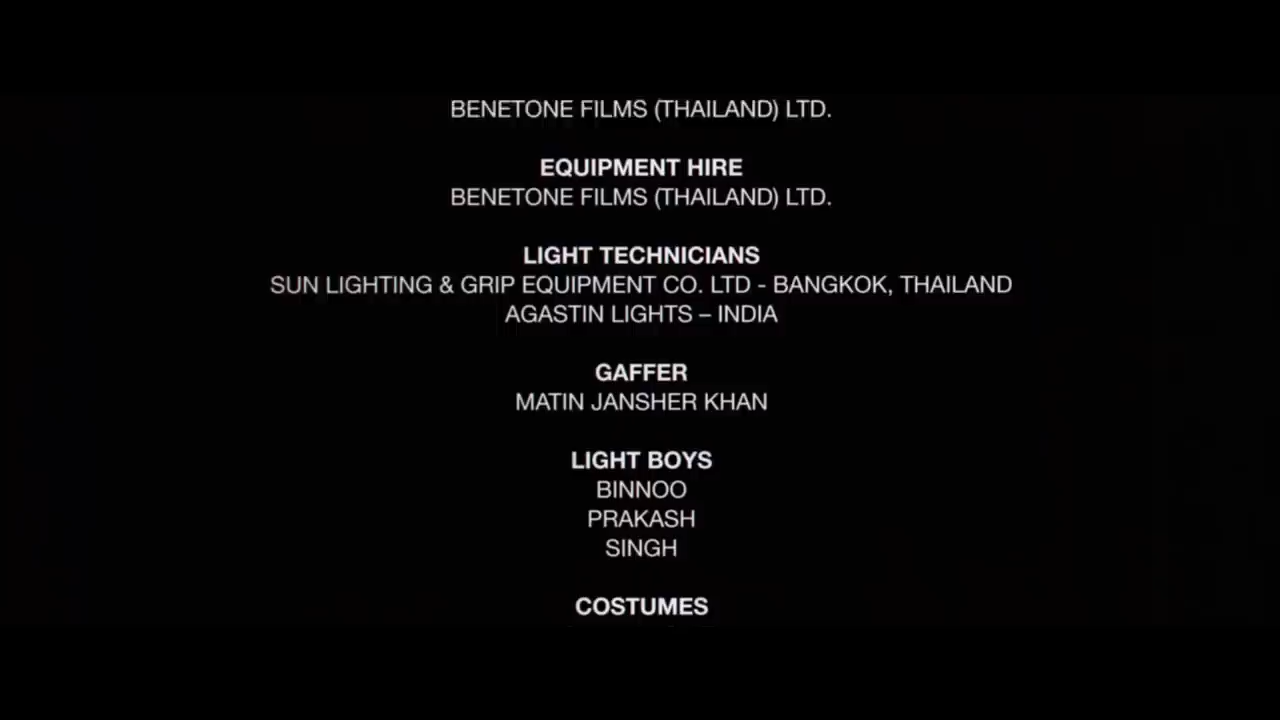 BENETONE FILMS (THAILAND) LTD.
EQUIPMENT HIRE
BENETONE FILMS (THAILAND) LTD.
LIGHT TECHNICIANS
SUN LIGHTING & GRIP EQUIPMENT CO. LTD - BANGKOK, THAILAND
AGASTIN LIGHTS – INDIA
GAFFER
MATIN JANSHER KHAN
LIGHT BOYS
BINNOO
PRAKASH
SINGH
COSTUMES